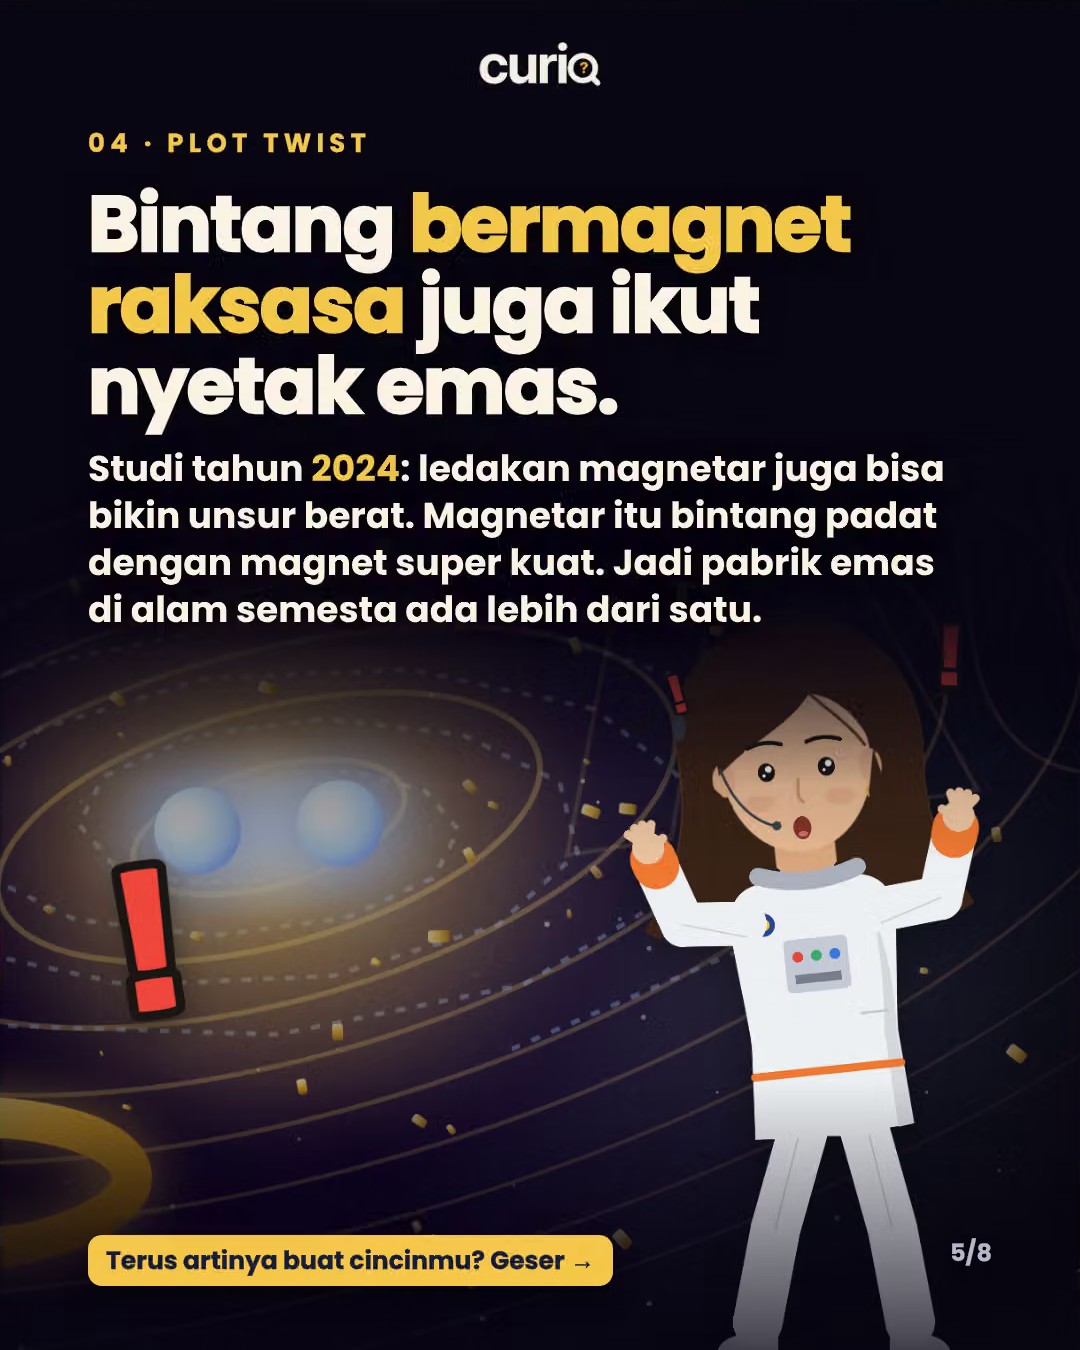 curiQ
04 · PLOT TWIST
Bintang bermagnet
raksasa juga ikut
nyetak emas.
Studi tahun 2024: ledakan magnetar juga bisa
bikin unsur berat. Magnetar itu bintang padat
dengan magnet super kuat. Jadi pabrik emas
di alam semesta ada lebih dari satu.
Terus artinya buat cincinmu? Geser →
5/8